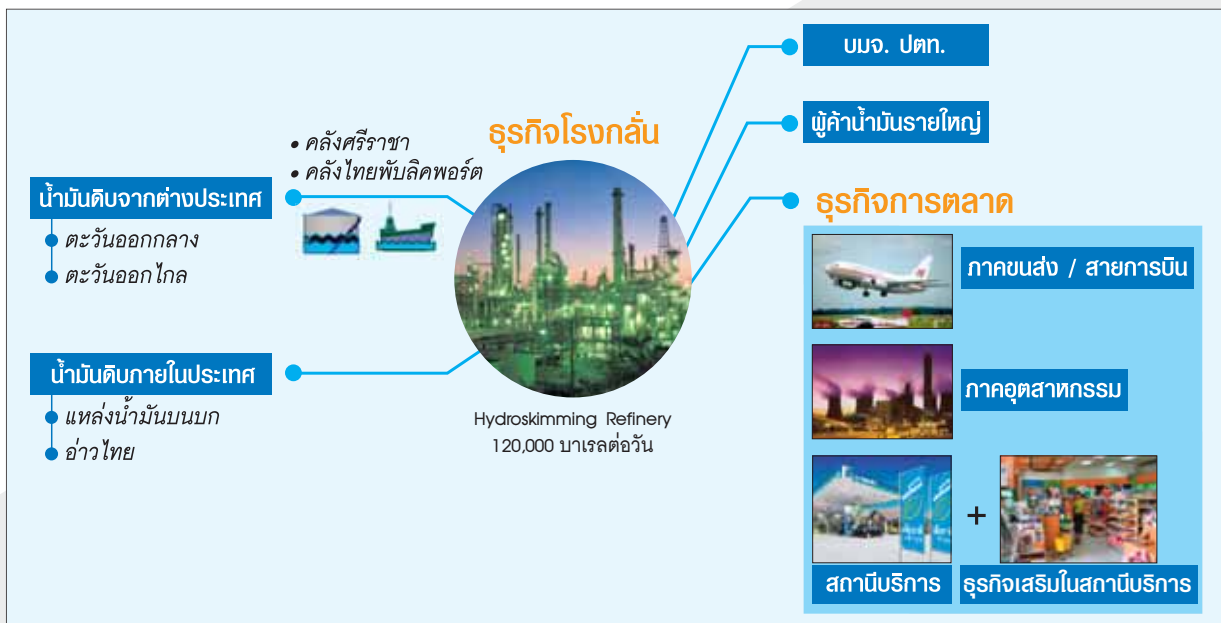 น้ำมันดิบจากต่างประเทศ
ตะวันออกกลาง
ตะวันออกไกล
น้ำมันดิบภายในประเทศ
แหล่งน้ำมันบนบก
อ่าวไทย
• คลังศรีราชา
• คลังไทยพับลิคพอร์ต
ธุรกิจโรงกลั่น
Hydroskimming Refinery
120,000 บาเรลต่อวัน
บมจ. ปตท.
ผู้ค้าน้ำมันรายใหญ่
ธุรกิจการตลาด
ภาคขนส่ง / สายการบิน
ภาคอุตสาหกรรม
+
สถานีบริการ
ธุรกิจเสริมในสถานีบริการ